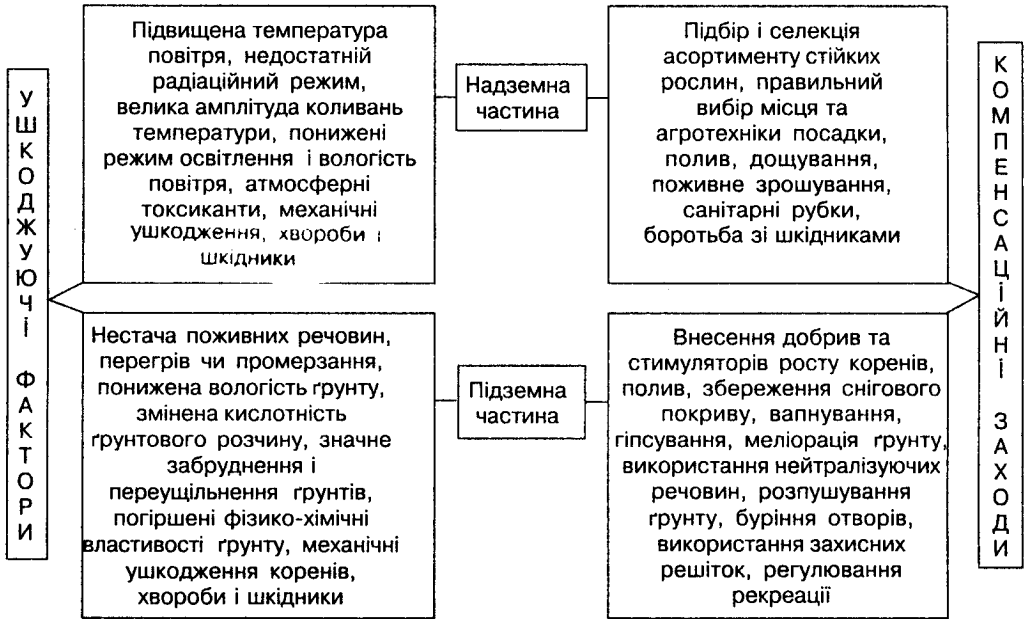 УШКОДЖУЮЧІ ФАКТОРИ
Підвищена температура
повітря, недостатній
радіаційний режим,
велика амплітуда коливань
температури, понижені
режим освітлення і вологість
повітря, атмосферні
токсиканти, механічні
ушкодження, хвороби і
шкідники
Надземна
частина
Підбір і селекція
асортименту стійких
рослин, правильний
вибір місця та
агротехніки посадки,
полив, дощування,
поживне зрошування,
санітарні рубки,
боротьба зі шкідниками
Нестача поживних речовин,
перегрів чи промерзання,
понижена вологість ґрунту,
змінена кислотність
ґрунтового розчину, значне
забруднення і
переущільнення ґрунтів,
погіршені фізико-хімічні
властивості ґрунту, механічні
ушкодження коренів,
хвороби і шкідники
Підземна
частина
Внесення добрив та
стимуляторів росту коренів,
полив, збереження снігового
покриву, вапнування,
гіпсування, меліорація ґрунту,
використання нейтралізуючих
речовин, розпушування
ґрунту, буріння отворів,
використання захисних
решіток, регулювання
рекреації
КОМПЕНСАЦІЙНІ ЗАХОДИ